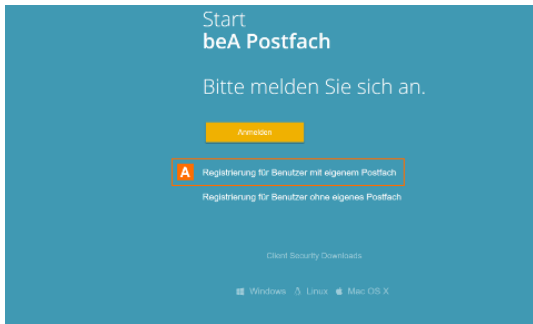 Start
beA Postfach
Bitte melden Sie sich an.
Anmelden
A Registrierung für Benutzer mit eigenem Postfach
Registrierung für Benutzer ohne eigenes Postfach
Client Security Downloads
Windows Linux Mac OS X